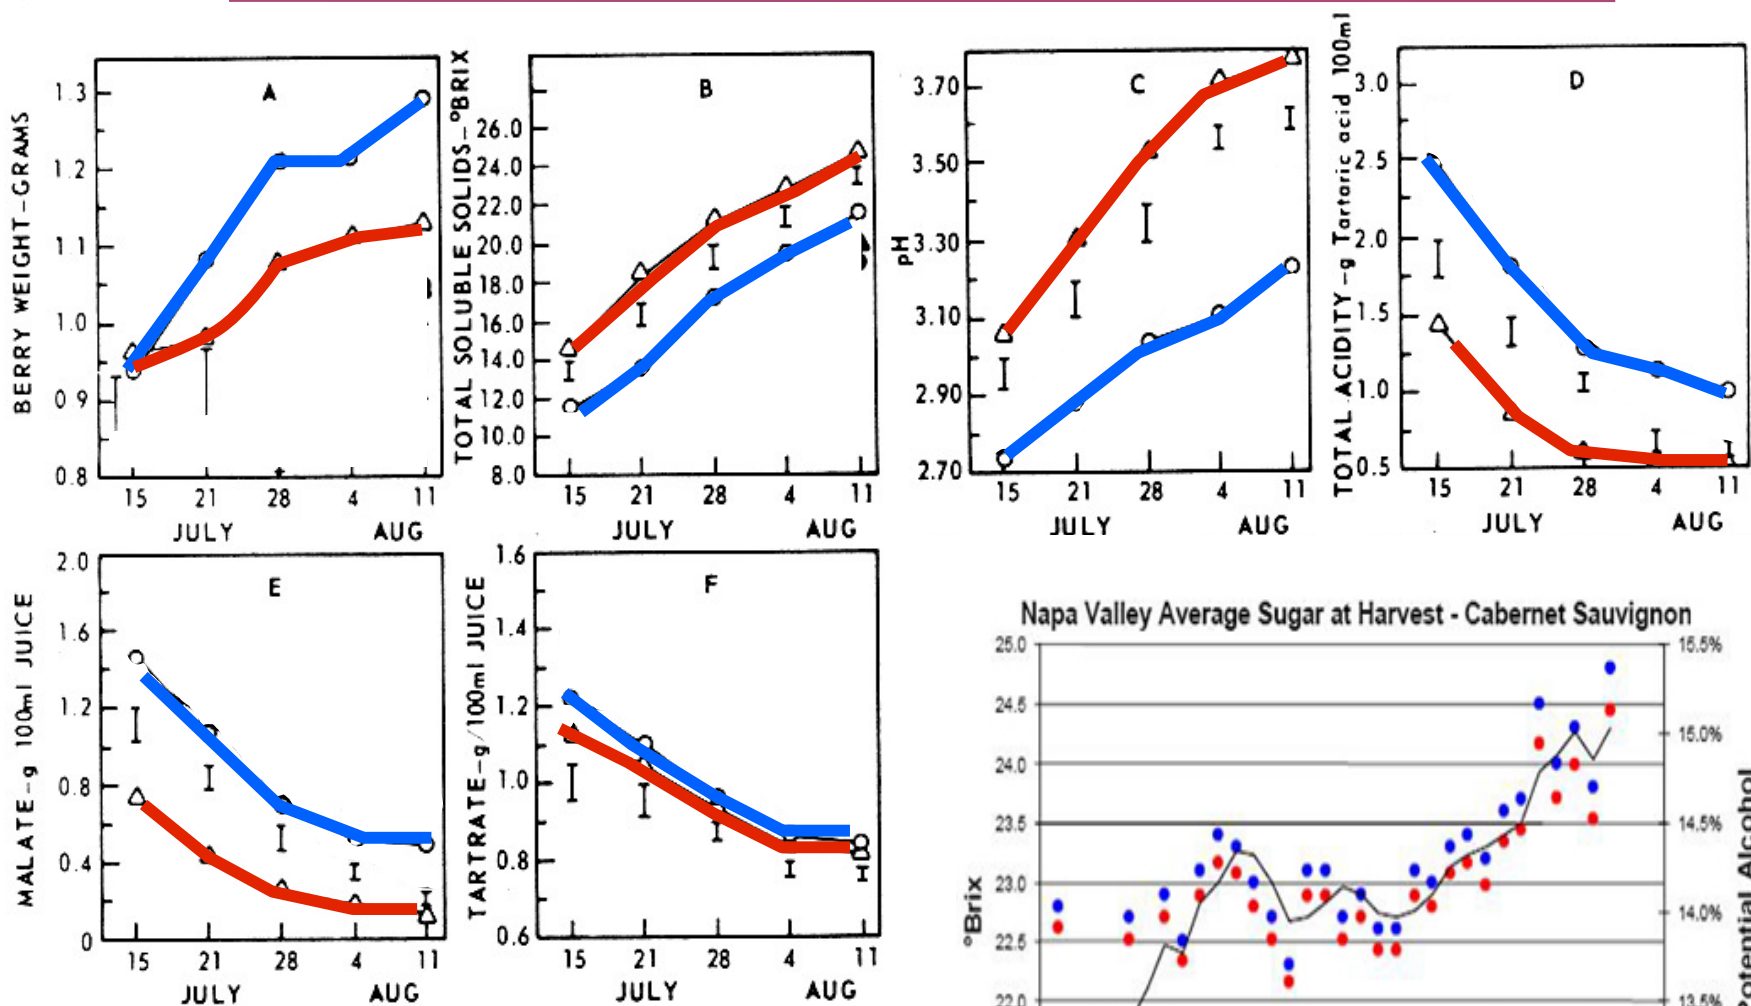 A
BERRY WEIGHT-GRAMS
1.3
1.2
1.1
1.0
0 9
0.8
15 21 28 4 11
JULY AUG
B
TOTAL SOLUBLE SOLIDS-°BRIX
26.0
24.0
22.0
20.0
18.0
16.0
14.0
12.0
10.0
8.0
15 21 28 4 11
JULY AUG
C
pH
3.70
3.50
3.30
3.10
2.90
2.70
15 21 28 4 11
JULY AUG
D
TOTAL ACIDITY-g Tartaric acid 100ml
3.0
2.5
2.0
1.5
1.0
0.5
15 21 28 4 11
JULY AUG
E
MALATE-g 100ml JUICE
2.0
1.6
1.2
0.8
0.4
0
15 21 28 4 11
JULY AUG
F
TARTRATE-g/100ml JUICE
1.6
1.4
1.2
1.0
0.8
0.6
15 21 28 4 11
JULY AUG
Napa Valley Average Sugar at Harvest - Cabernet Sauvignon
°Brix
25.0
24.5
24.0
23.5
23.0
22.5
22.0
15.5%
15.0%
14.5%
14.0%
13.5%
Potential Alcohol